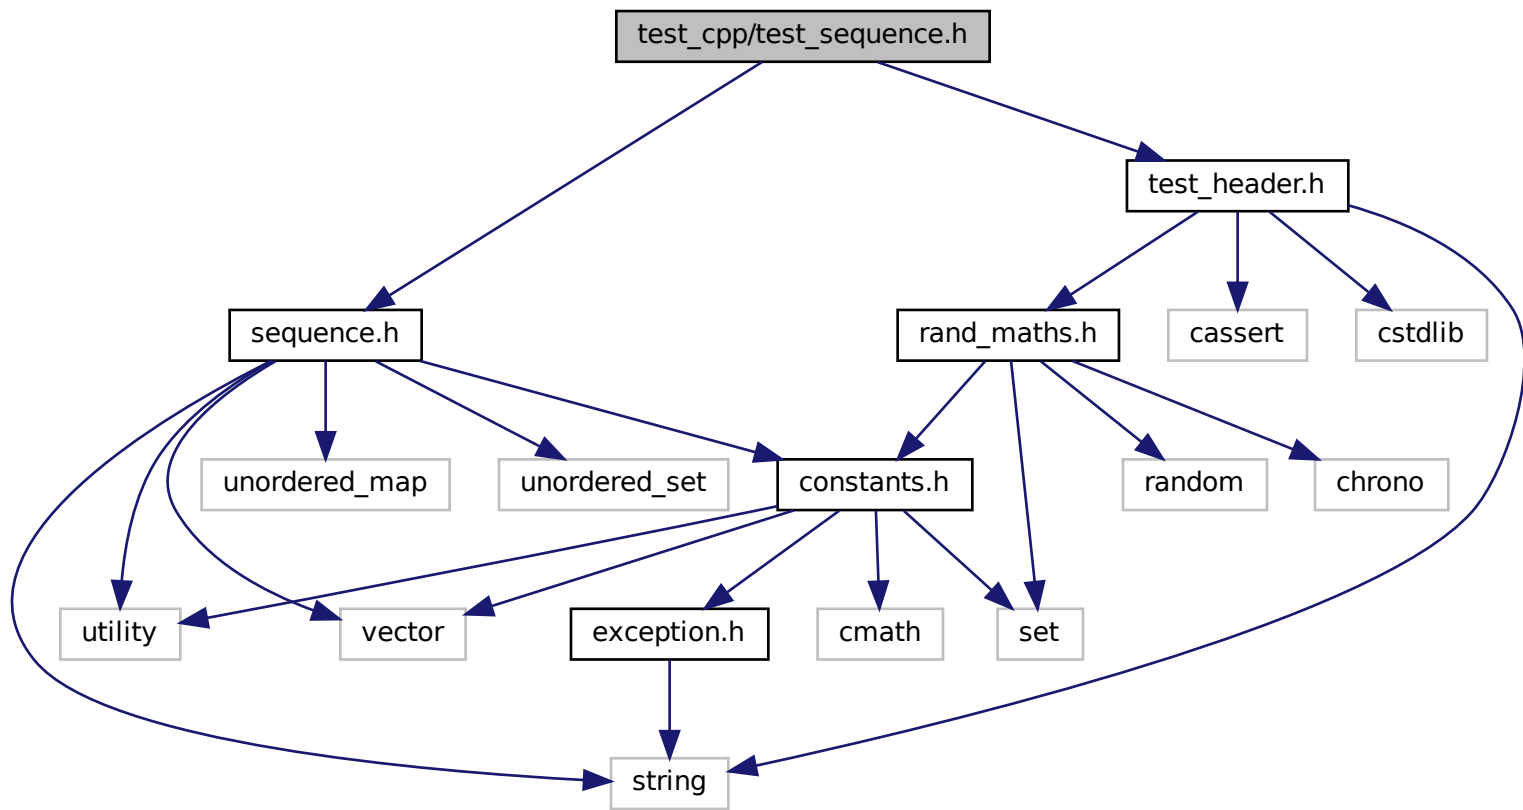 test_cpp/test_sequence.h
test_header.h
sequence.h
rand_maths.h
cassert
cstdlib
unordered_map
unordered_set
constants.h
random
chrono
utility
vector
exception.h
cmath
set
string